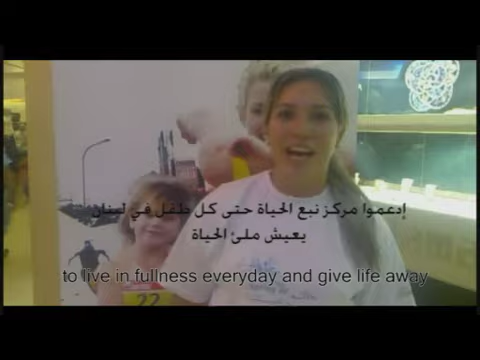 إدعموا مركز نبع الحياة حتى كل طفل في لبنان
يعيش ملئ الحياة
to live in fullness everyday and give life away
22